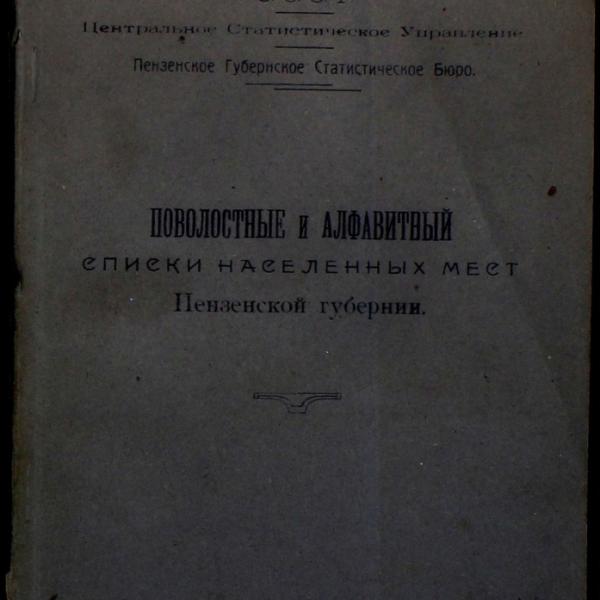 Центральное Статистическое Управление
Пензенское Губернское Статистическое Бюро.
ПОВОЛОСТНЫЕ и АЛФАВИТНЫЙ
СПИСКИ НАСЕЛЕННЫХ МЕСТ
Пензенской губернии.